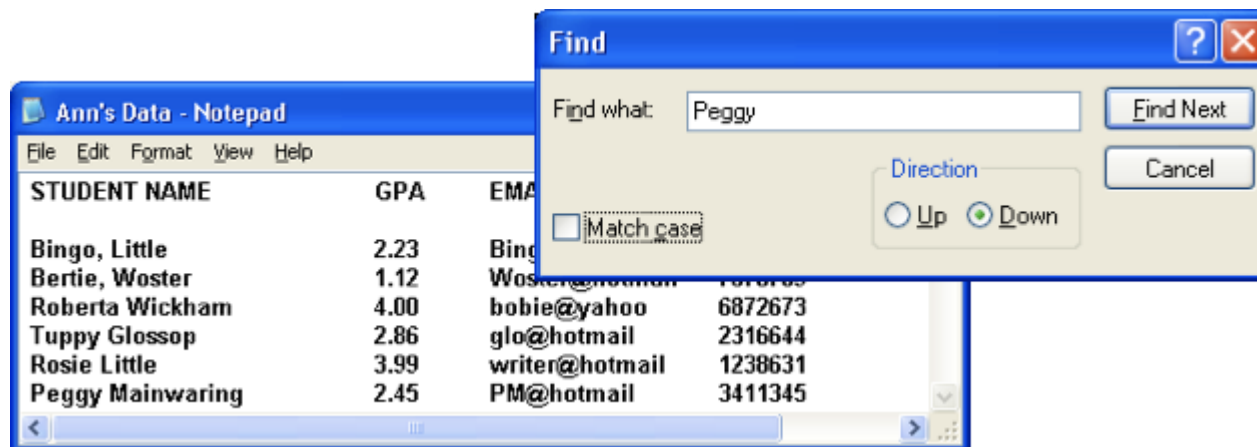 Find
Find what: Peggy Find Next
Direction Cancel
Match case Up Down
Ann's Data - Notepad
File Edit Format View Help
STUDENT NAME GPA
Bingo, Little 2.23
Bertie, Woster 1.12
Roberta Wickham 4.00 bobie@yahoo 6872673
Tuppy Glossop 2.86 glo@hotmail 2316644
Rosie Little 3.99 writer@hotmail 1238631
Peggy Mainwaring 2.45 PM@hotmail 3411345